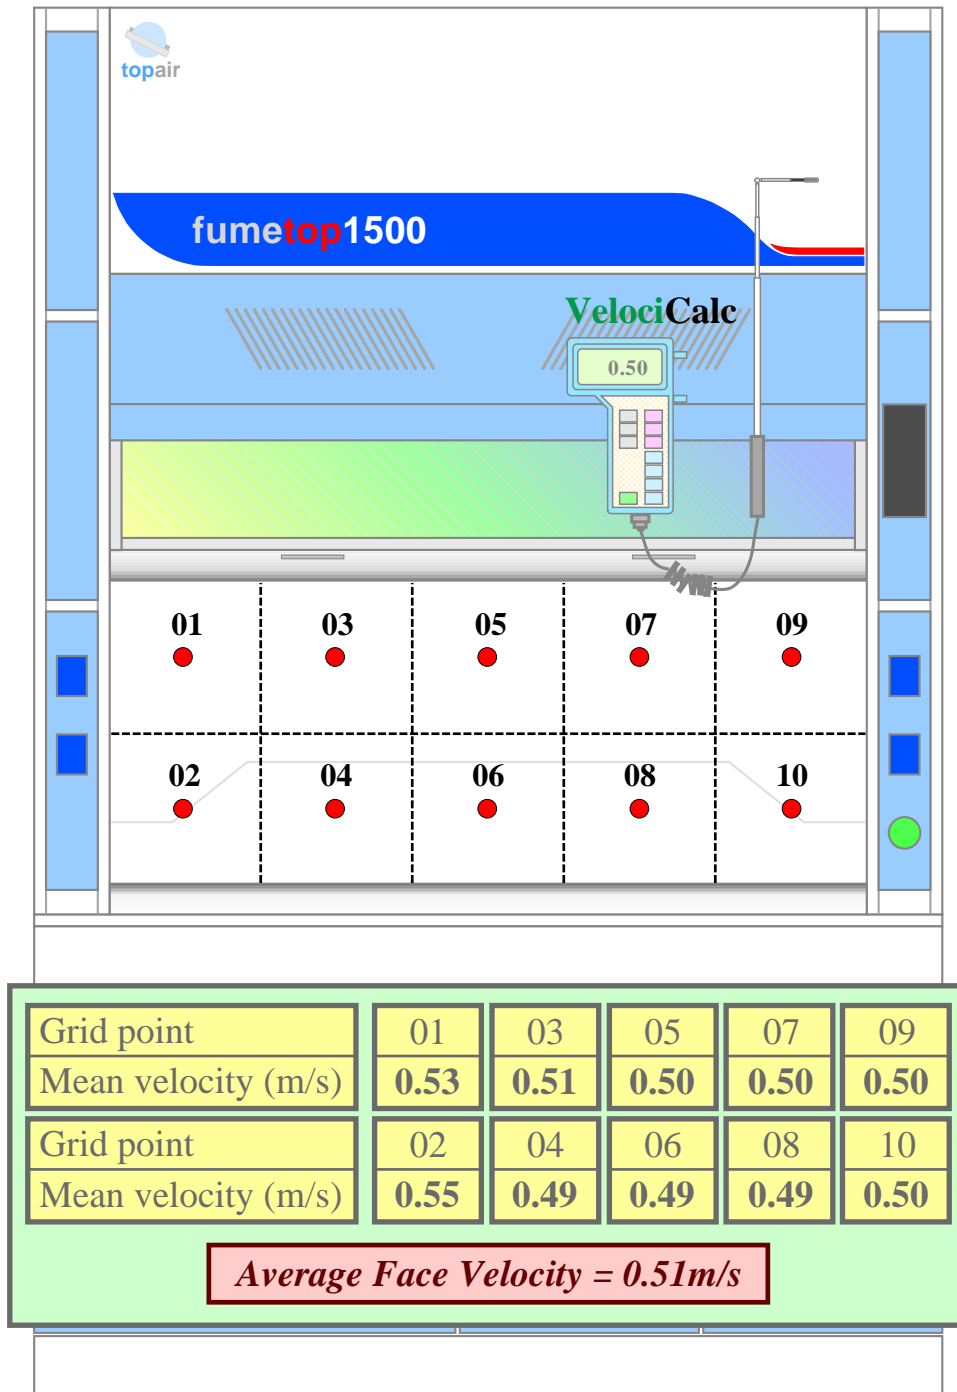 topair
fumetop1500
VelociCalc
0.50
01 03 05 07 09
02 04 06 08 10
Grid point 01 03 05 07 09
Mean velocity (m/s) 0.53 0.51 0.50 0.50 0.50
Grid point 02 04 06 08 10
Mean velocity (m/s) 0.55 0.49 0.49 0.49 0.50
Average Face Velocity = 0.51m/s